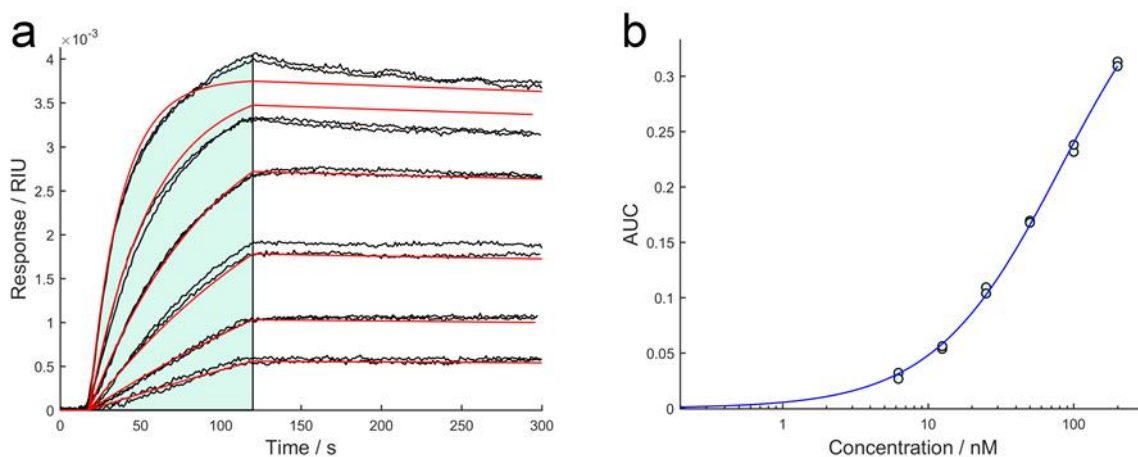 a
×10⁻³
4
3.5
3
2.5
2
1.5
1
0.5
0
Response / RIU
0 50 100 150 200 250 300
Time / s
b
0.3
0.25
0.2
0.15
0.1
0.05
0
AUC
1 10 100
Concentration / nM